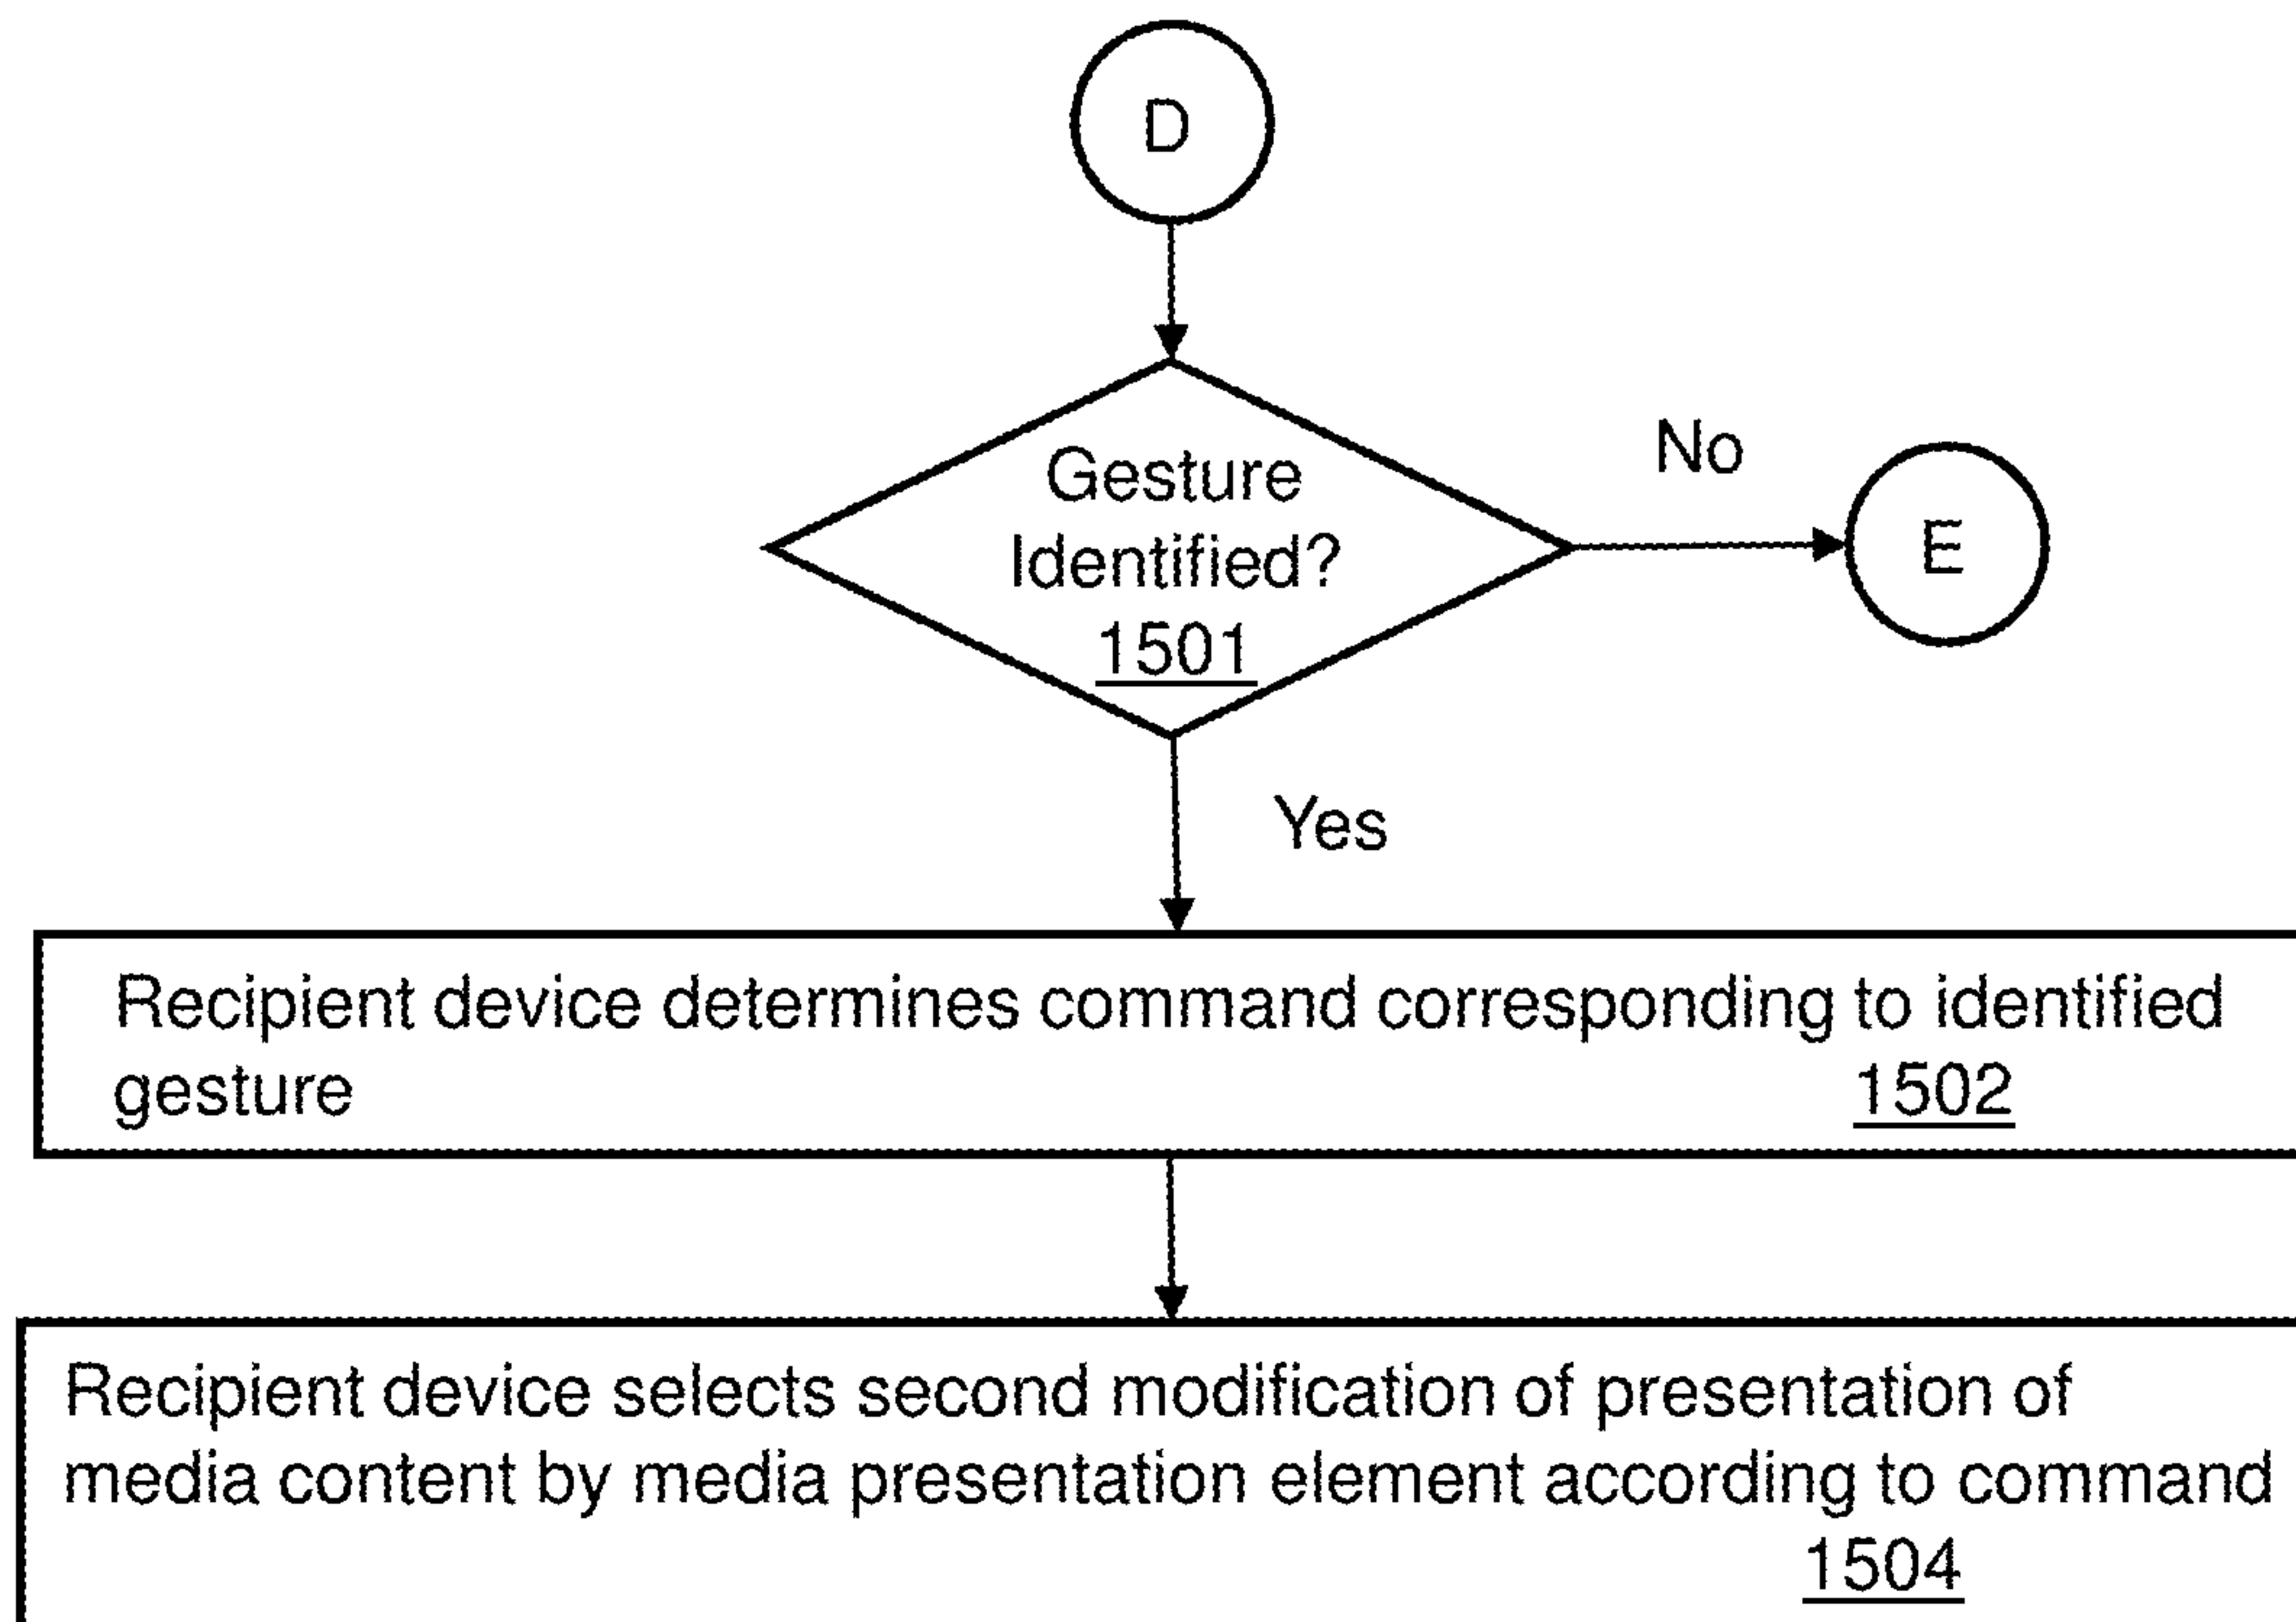 D
Gesture
Identified?
1501
No
E
Yes
Recipient device determines command corresponding to identified
gesture
1502
Recipient device selects second modification of presentation of
media content by media presentation element according to command
1504